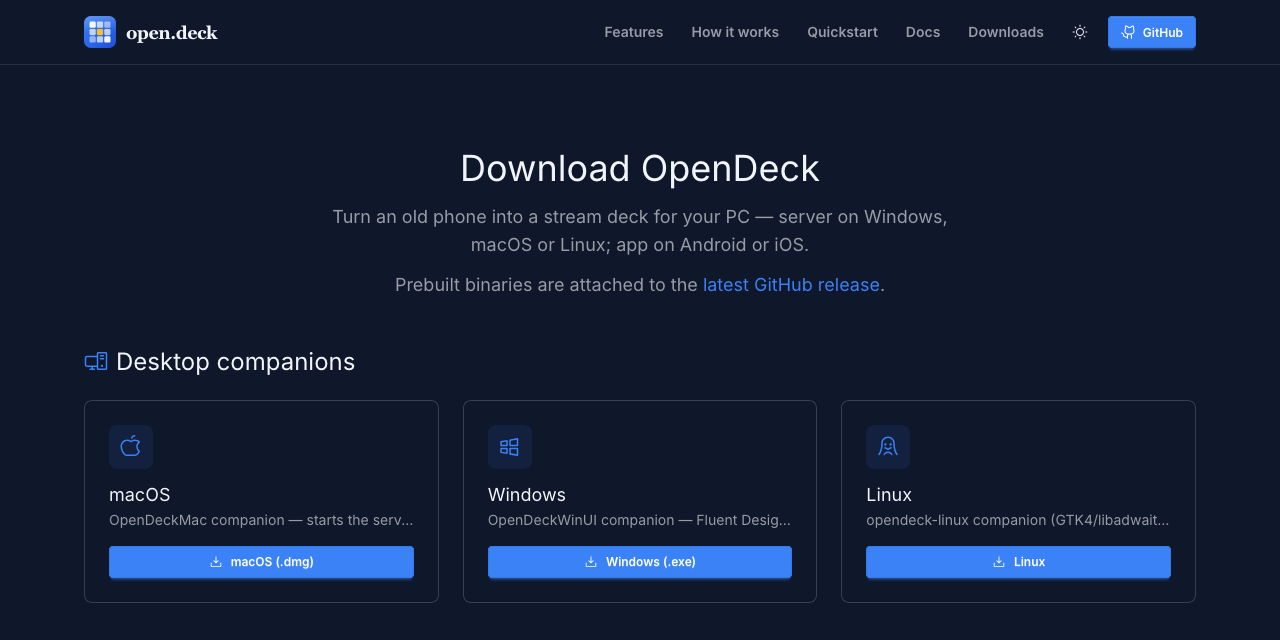 open.deck
Features
How it works
Quickstart
Docs
Downloads
GitHub
Download OpenDeck
Turn an old phone into a stream deck for your PC — server on Windows,
macOS or Linux; app on Android or iOS.
Prebuilt binaries are attached to the latest GitHub release.
Desktop companions
macOS
OpenDeckMac companion — starts the serv...
macOS (.dmg)
Windows
OpenDeckWinUI companion — Fluent Desig...
Windows (.exe)
Linux
opendeck-linux companion (GTK4/libadwait...
Linux